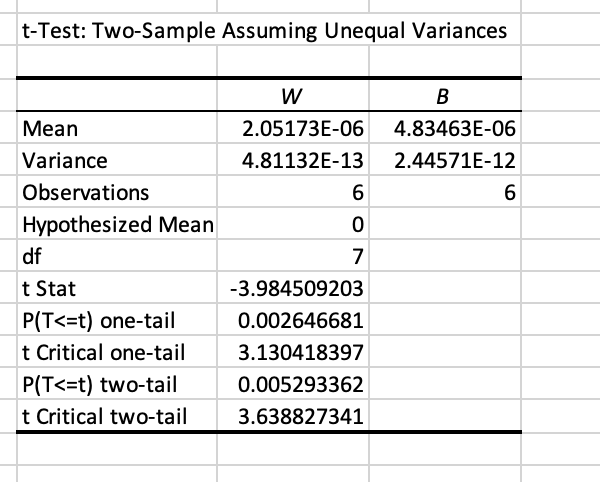 t-Test: Two-Sample Assuming Unequal Variances
W B
Mean 2.05173E-06 4.83463E-06
Variance 4.81132E-13 2.44571E-12
Observations 6 6
Hypothesized Mean 0
df 7
t Stat -3.984509203
P(T<=t) one-tail 0.002646681
t Critical one-tail 3.130418397
P(T<=t) two-tail 0.005293362
t Critical two-tail 3.638827341